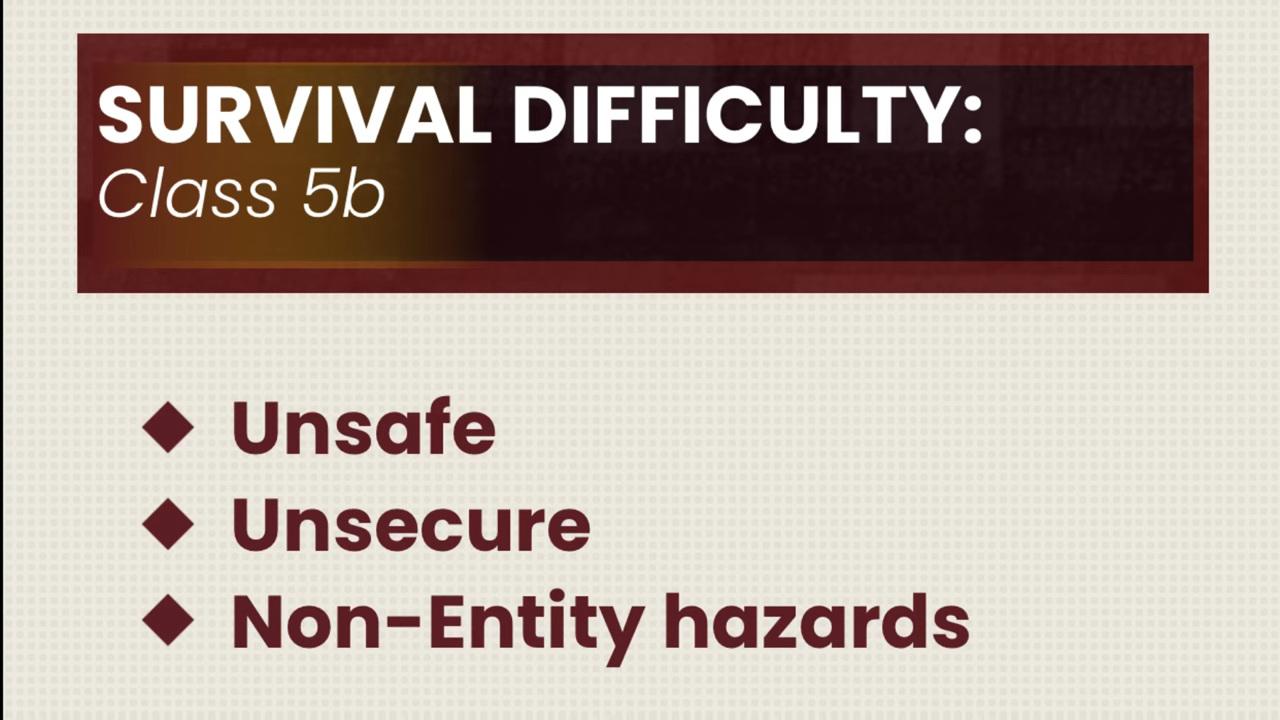 SURVIVAL DIFFICULTY:
Class 5b
Unsafe
Unsecure
Non-Entity hazards